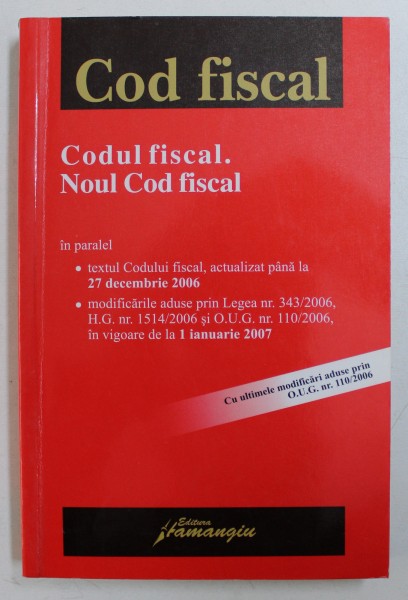 Cod fiscal
Codul fiscal.
Noul Cod fiscal
în paralel
• textul Codului fiscal, actualizat până la
27 decembrie 2006
• modificările aduse prin Legea nr. 343/2006,
H.G. nr. 1514/2006 şi O.U.G. nr. 110/2006,
în vigoare de la 1 ianuarie 2007
Cu ultimele modificări aduse prin
O.U.G. nr. 110/2006
Editura
Hamangiu